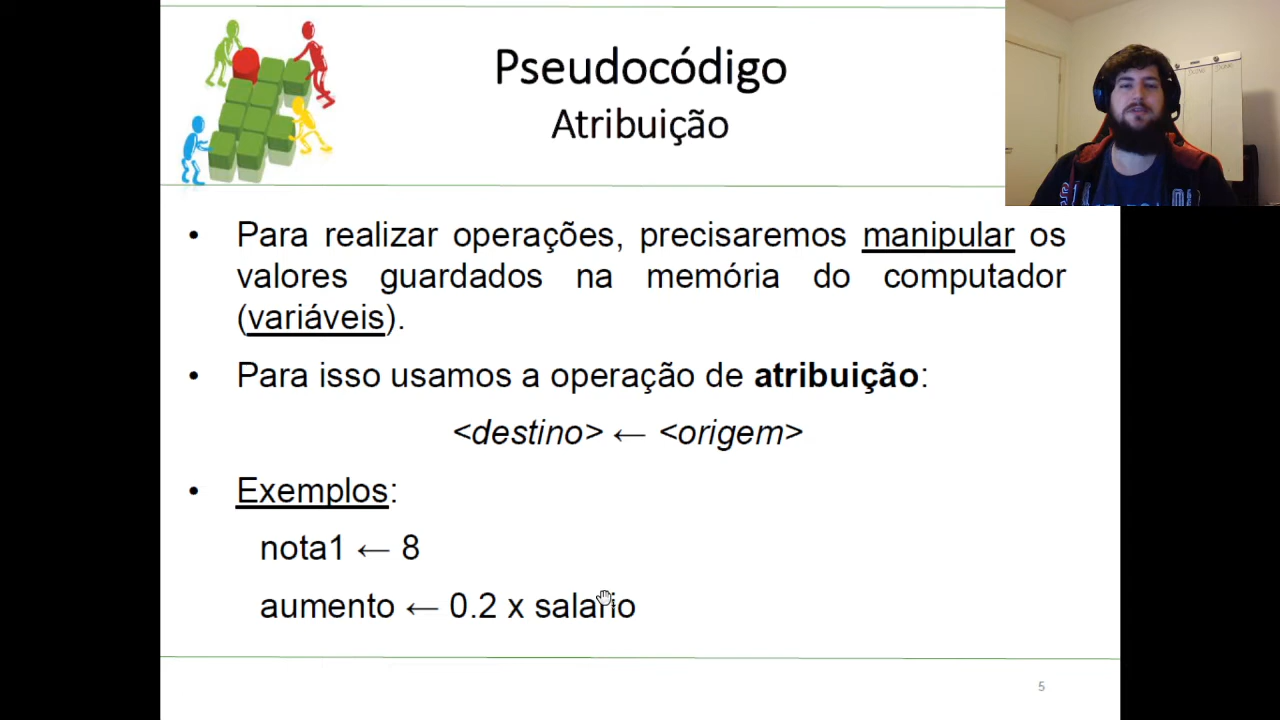 Pseudocódigo
Atribuição
• Para realizar operações, precisaremos manipular os
valores guardados na memória do computador
(variáveis).
• Para isso usamos a operação de atribuição:
<destino> ← <origem>
• Exemplos:
nota1 ← 8
aumento ← 0.2 x salario
5